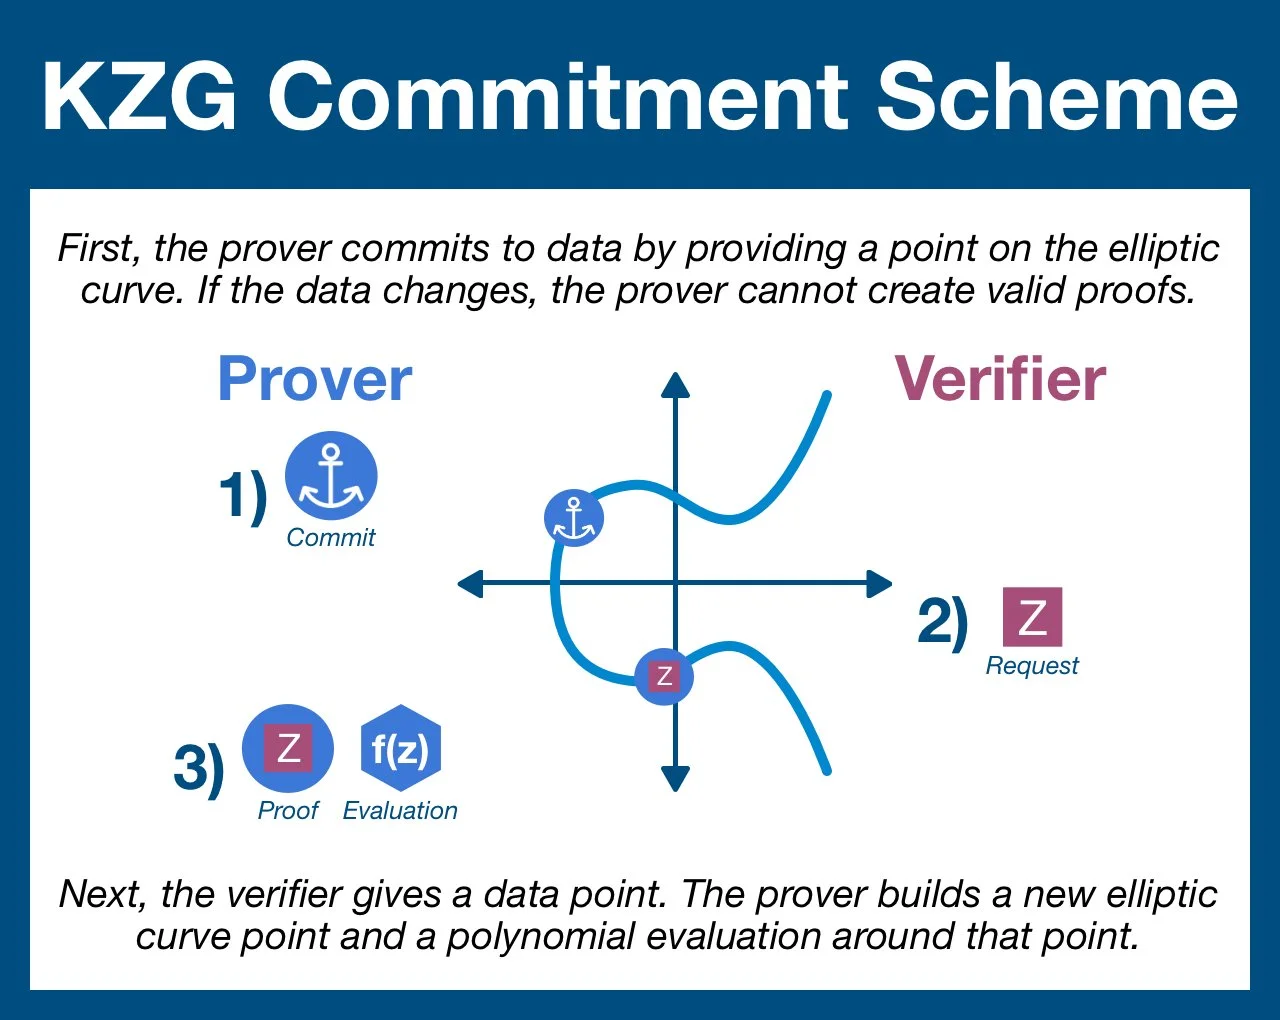 KZG Commitment Scheme
First, the prover commits to data by providing a point on the elliptic
curve. If the data changes, the prover cannot create valid proofs.
Prover
Verifier
1)
Commit
2)
Z
Request
Z
3)
Z
f(z)
Proof
Evaluation
Next, the verifier gives a data point. The prover builds a new elliptic
curve point and a polynomial evaluation around that point.